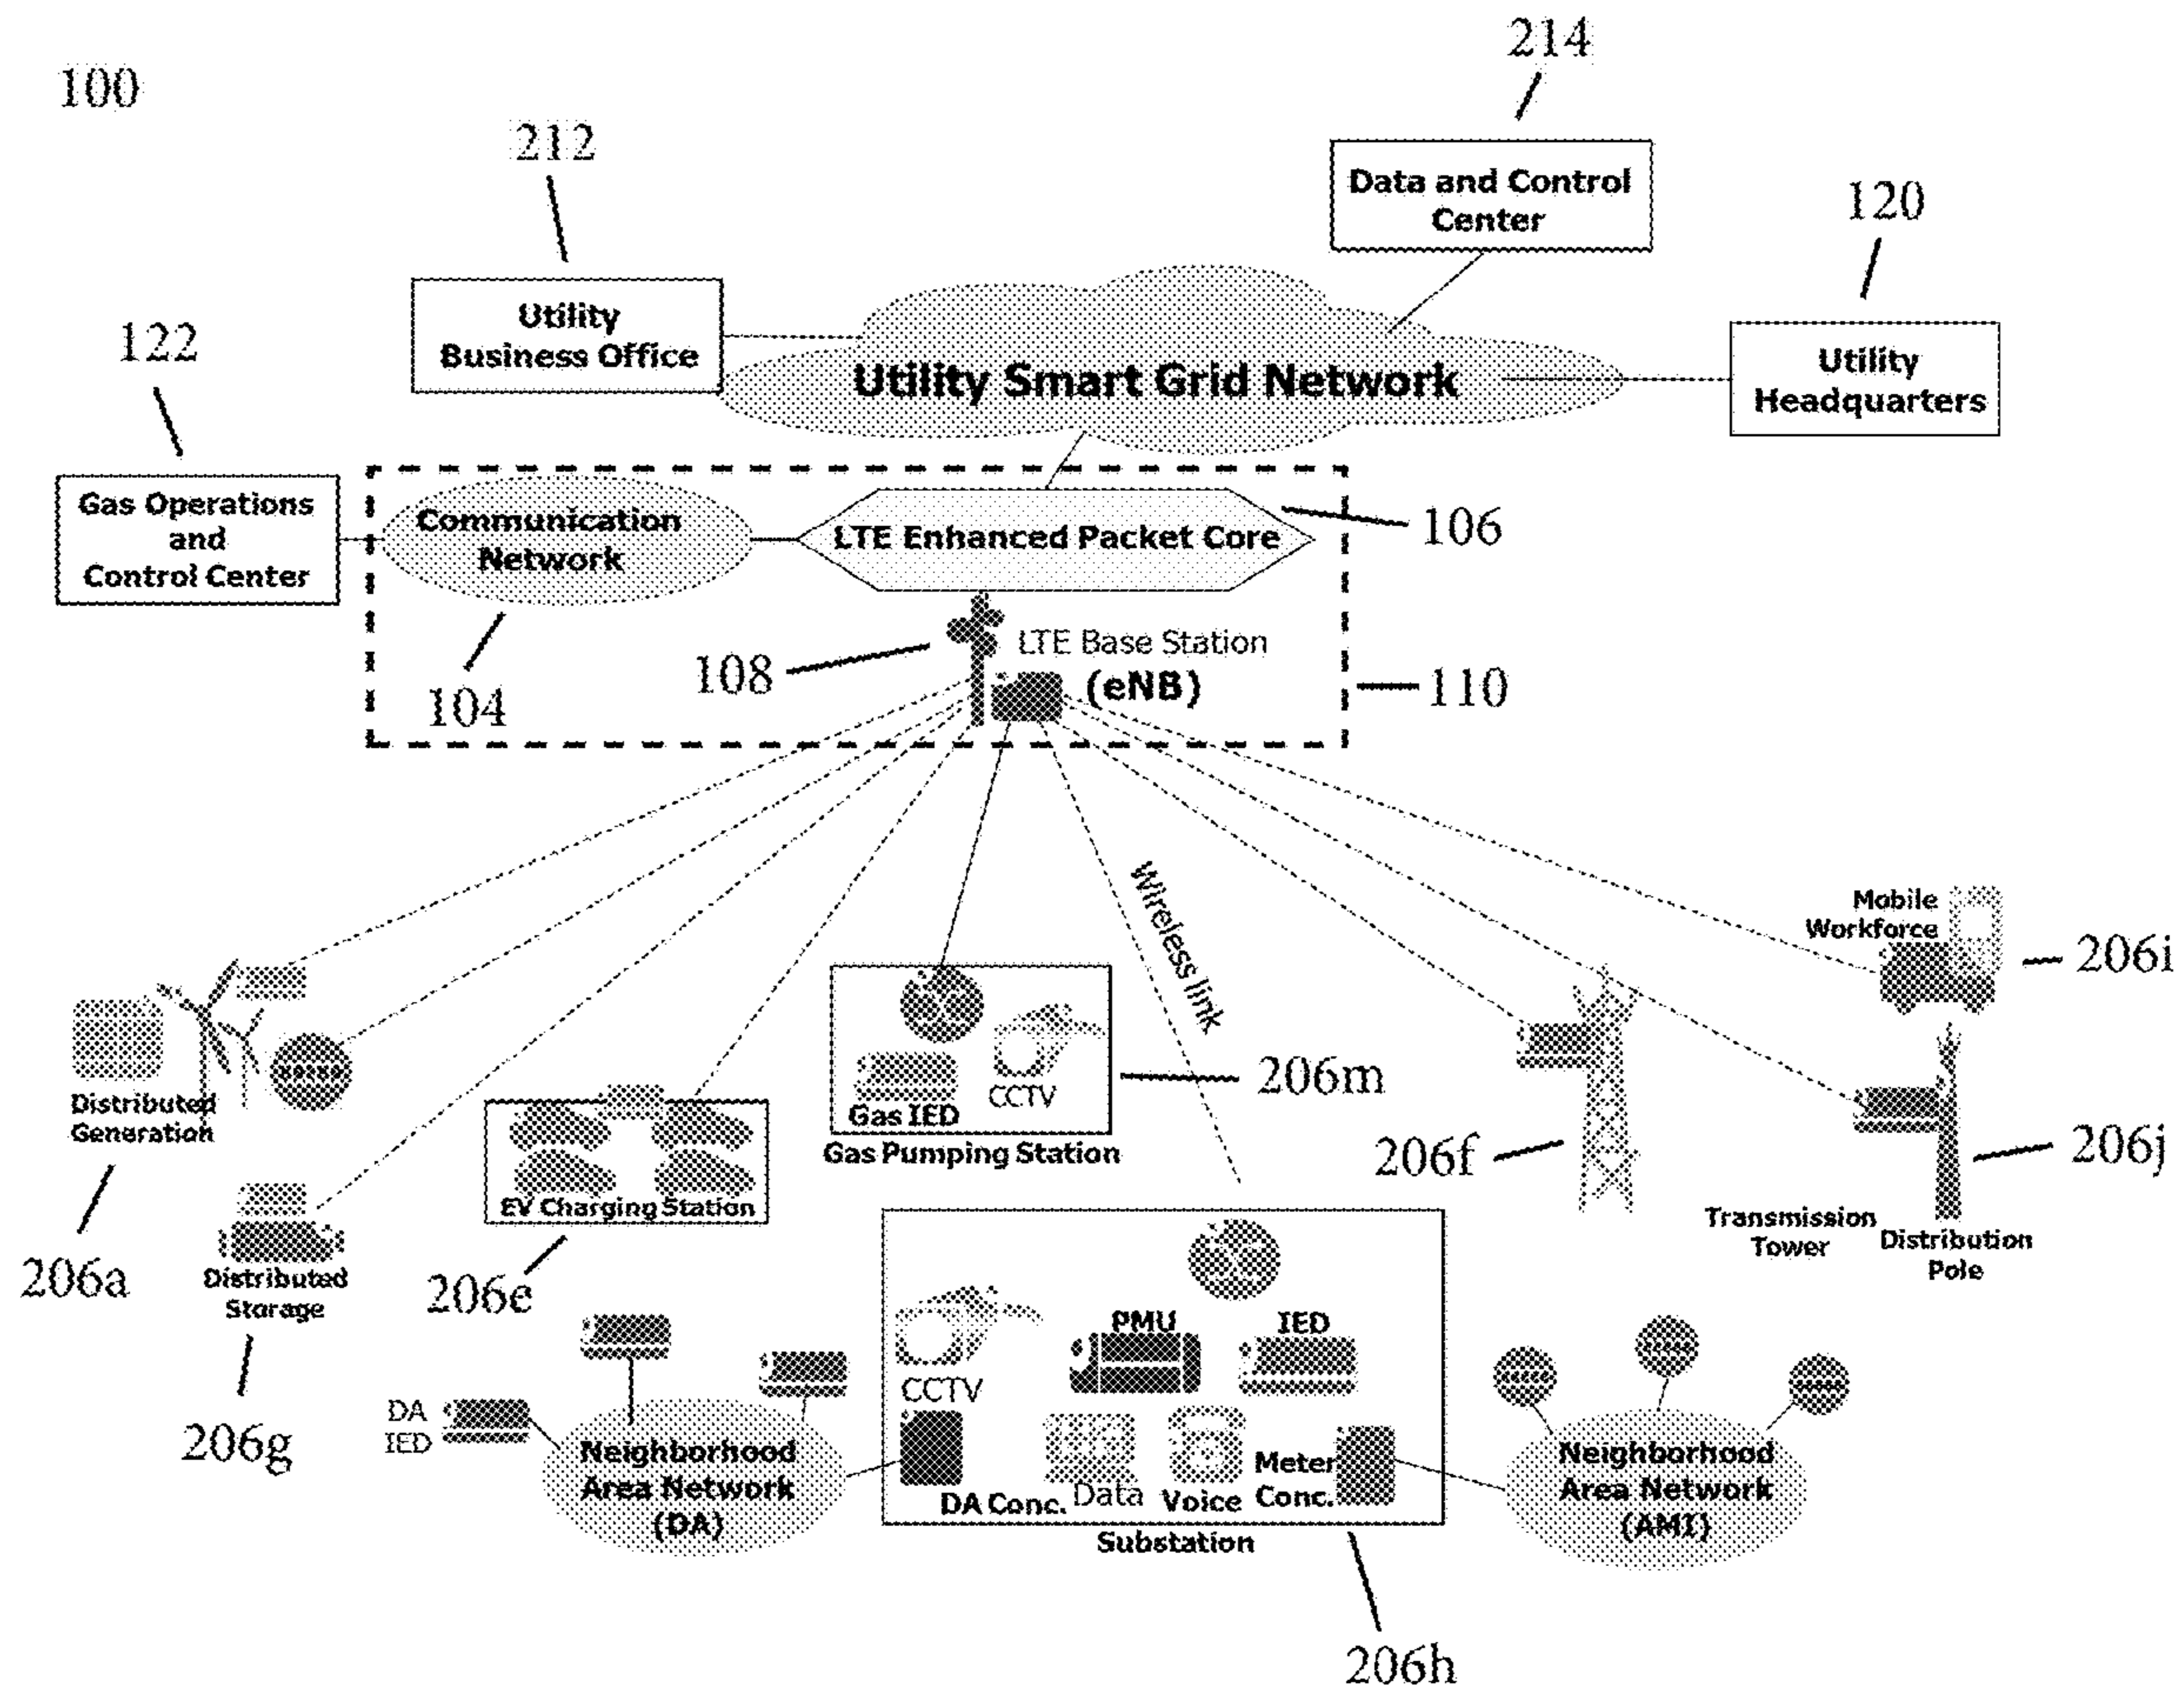 214
100
212
Data and Control
Center
120
Utility
Business Office
122
Utility Smart Grid Network
Utility
Headquarters
Gas Operations
and
Control Center
Communication
Network
LTE Enhanced Packet Core
106
LTE Base Station
(eNB)
108
104
110
Wireless link
Mobile
Workforce
206i
Distributed
Generation
206a
CCTV
Gas IED
Gas Pumping Station
206m
206f
206j
EV Charging Station
206e
Transmission
Tower
Distribution
Pole
Distributed
Storage
206g
DA
IED
Neighborhood
Area Network
(DA)
PMU
IED
CCTV
DA Conc.
Data
Voice
Meter
Conc.
Substation
Neighborhood
Area Network
(AMI)
206h